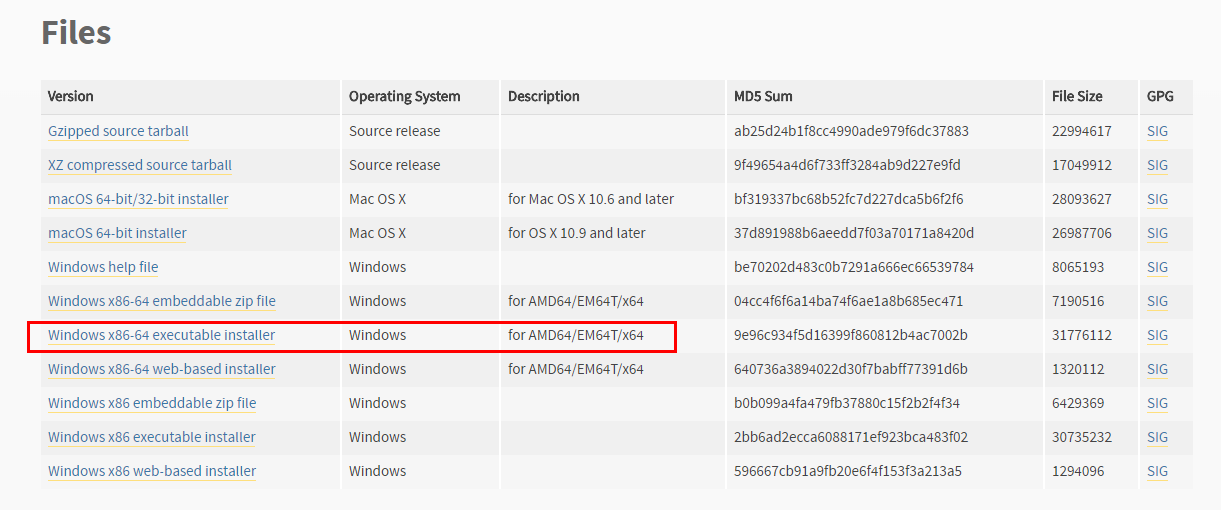 Files
Version Operating System Description MD5 Sum File Size GPG
Gzipped source tarball Source release ab25d24b1f8cc4990ade979f6dc37883 22994617 SIG
XZ compressed source tarball Source release 9f49654a4d6f733ff3284ab9d227e9fd 17049912 SIG
macOS 64-bit/32-bit installer Mac OS X for Mac OS X 10.6 and later bf319337bc68b52fc7d227dca5b6f2f6 28093627 SIG
macOS 64-bit installer Mac OS X for OS X 10.9 and later 37d891988b6aeedd7f03a70171a8420d 26987706 SIG
Windows help file Windows be70202d483c0b7291a666ec66539784 8065193 SIG
Windows x86-64 embeddable zip file Windows for AMD64/EM64T/x64 04cc4f6f6a14ba74f6ae1a8b685ec471 7190516 SIG
Windows x86-64 executable installer Windows for AMD64/EM64T/x64 9e96c934f5d16399f860812b4ac7002b 31776112 SIG
Windows x86-64 web-based installer Windows for AMD64/EM64T/x64 640736a3894022d30f7babff77391d6b 1320112 SIG
Windows x86 embeddable zip file Windows b0b099a4fa479fb37880c15f2b2f4f34 6429369 SIG
Windows x86 executable installer Windows 2bb6ad2ecca6088171ef923bca483f02 30735232 SIG
Windows x86 web-based installer Windows 596667cb91a9fb20e6f4f153f3a213a5 1294096 SIG